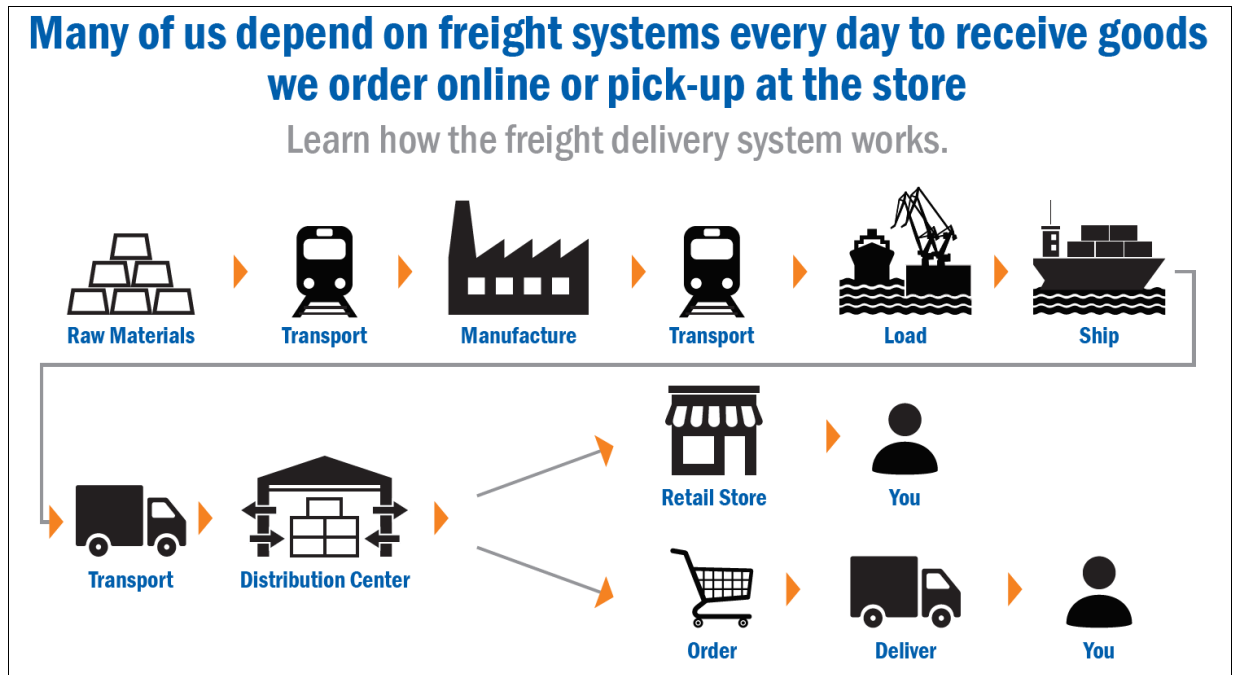 Many of us depend on freight systems every day to receive goods
we order online or pick-up at the store
Learn how the freight delivery system works.
Raw Materials
Transport
Manufacture
Transport
Load
Ship
Transport
Distribution Center
Retail Store
You
Order
Deliver
You